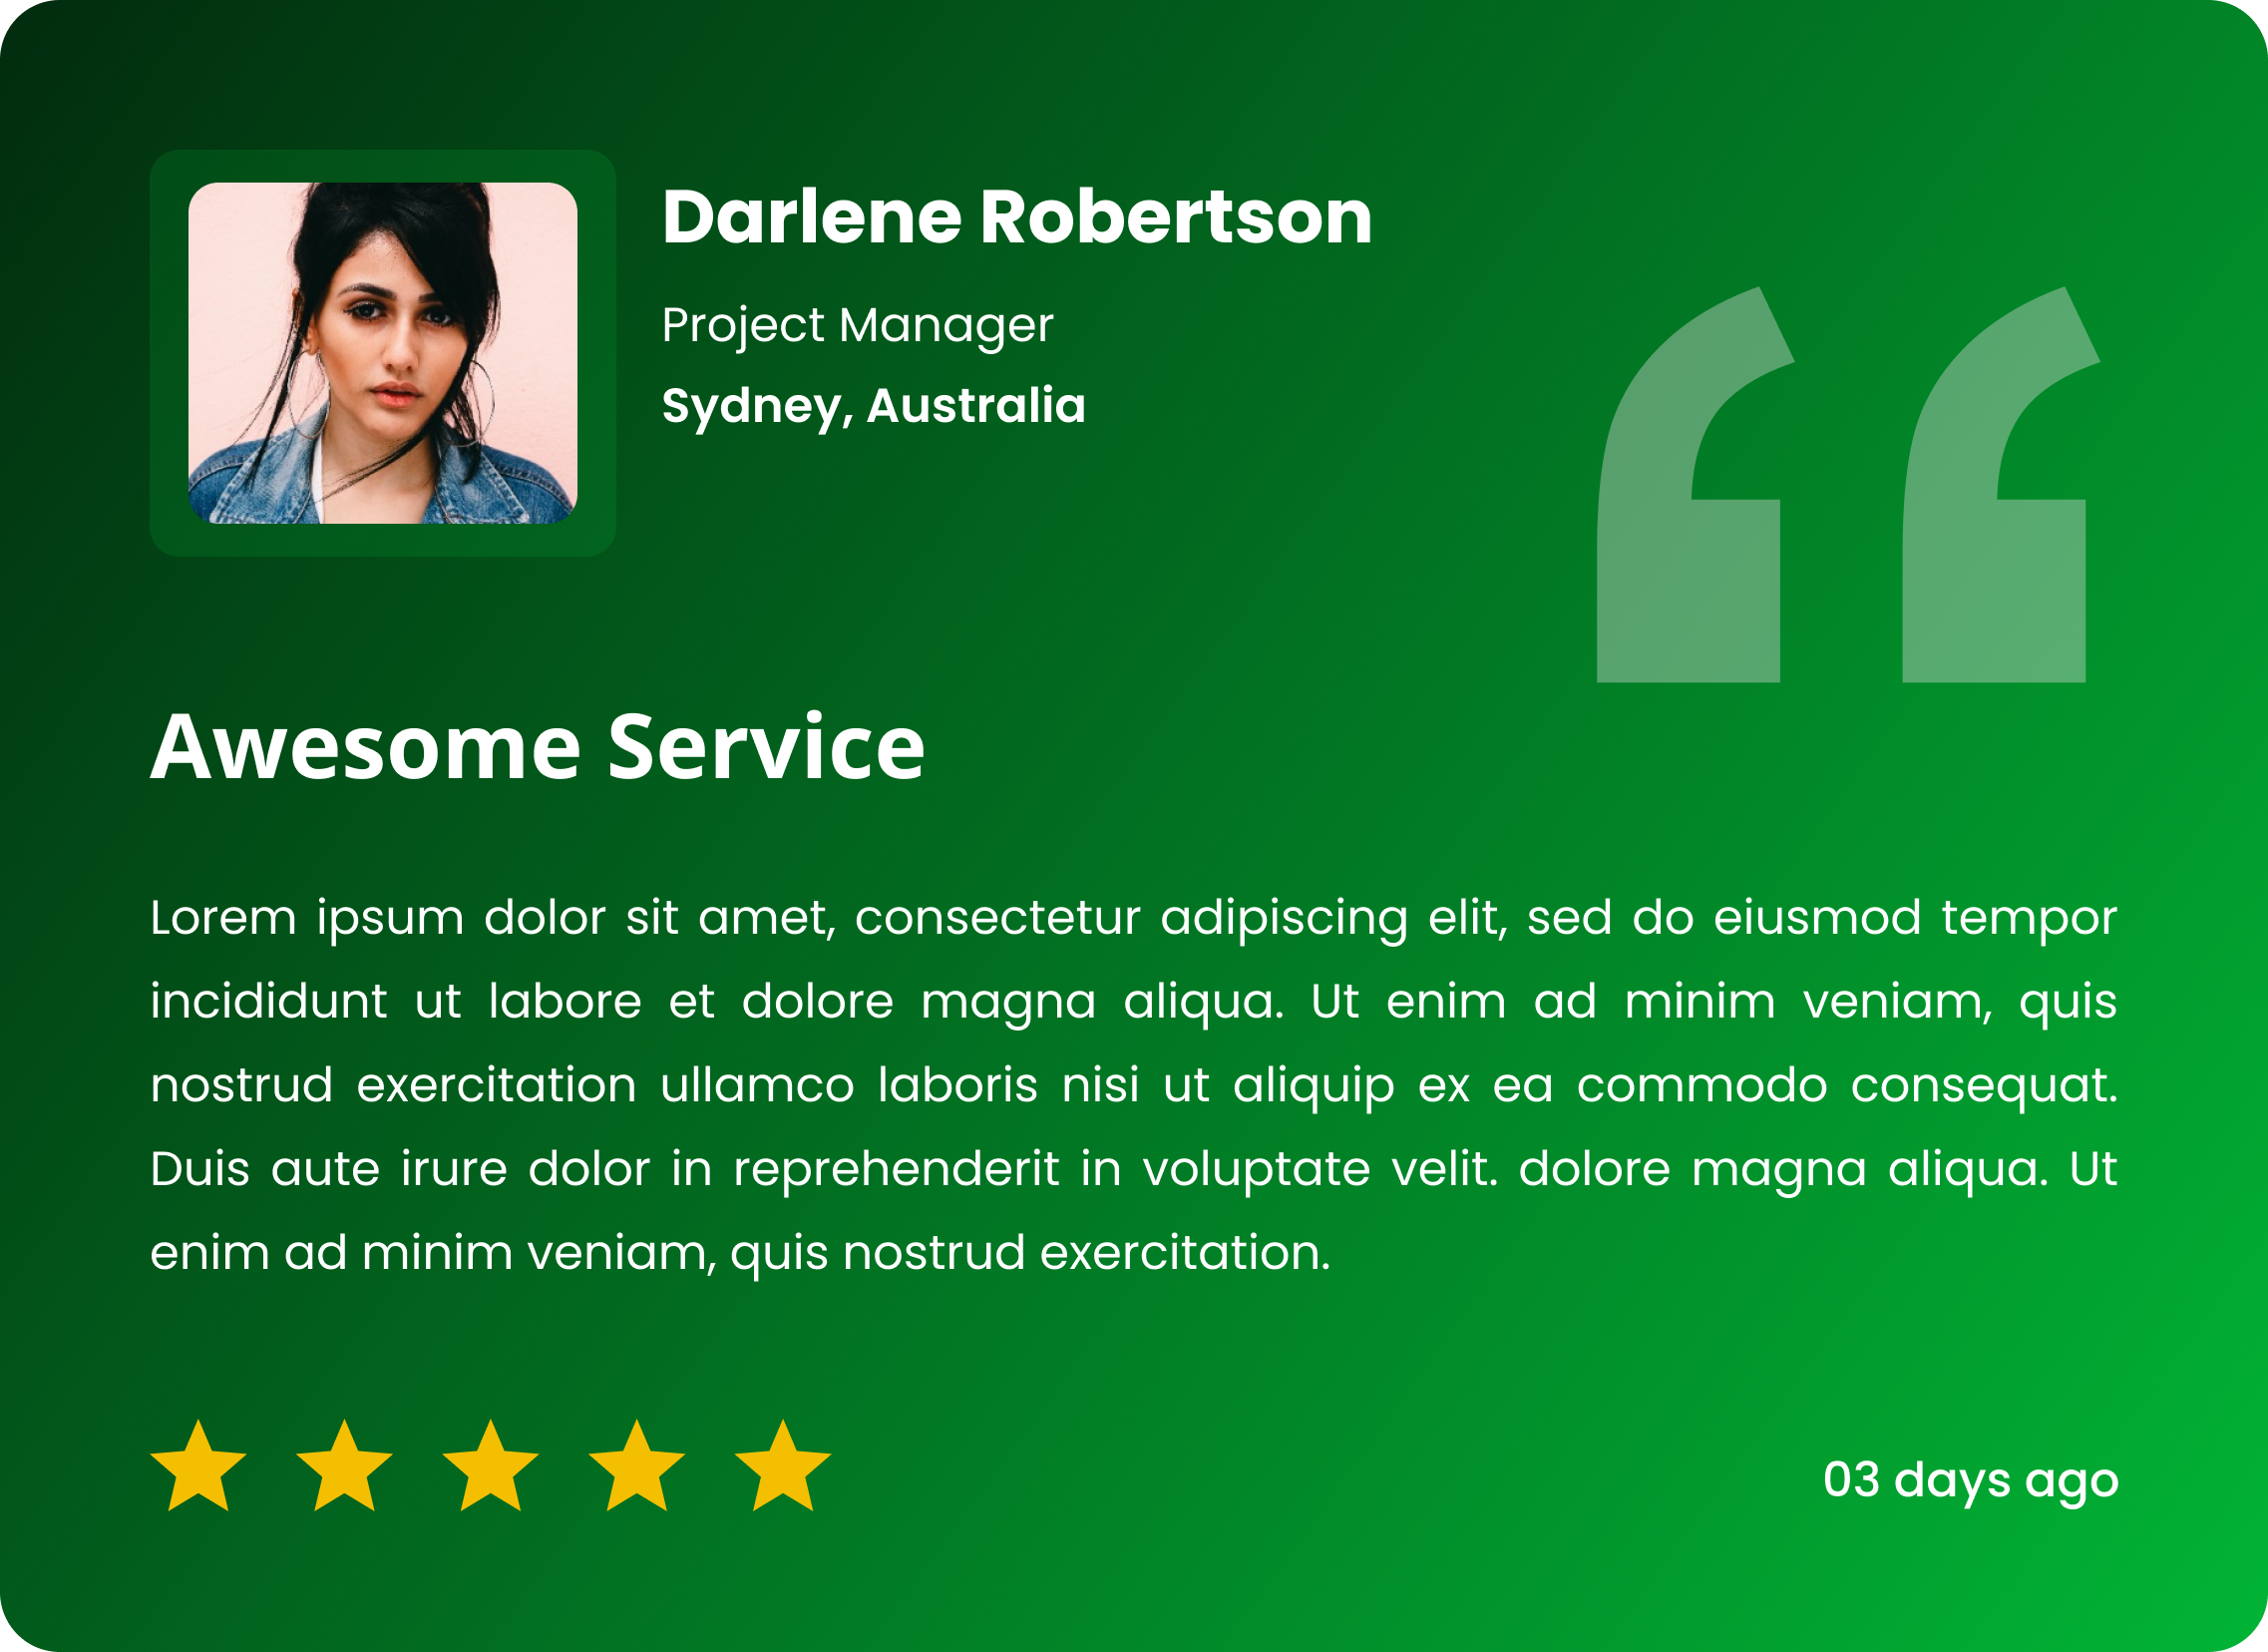 Darlene Robertson
Project Manager
Sydney, Australia
Awesome Service
Lorem ipsum dolor sit amet, consectetur adipiscing elit, sed do eiusmod tempor
incididunt ut labore et dolore magna aliqua. Ut enim ad minim veniam, quis
nostrud exercitation ullamco laboris nisi ut aliquip ex ea commodo consequat.
Duis aute irure dolor in reprehenderit in voluptate velit. dolore magna aliqua. Ut
enim ad minim veniam, quis nostrud exercitation.
03 days ago